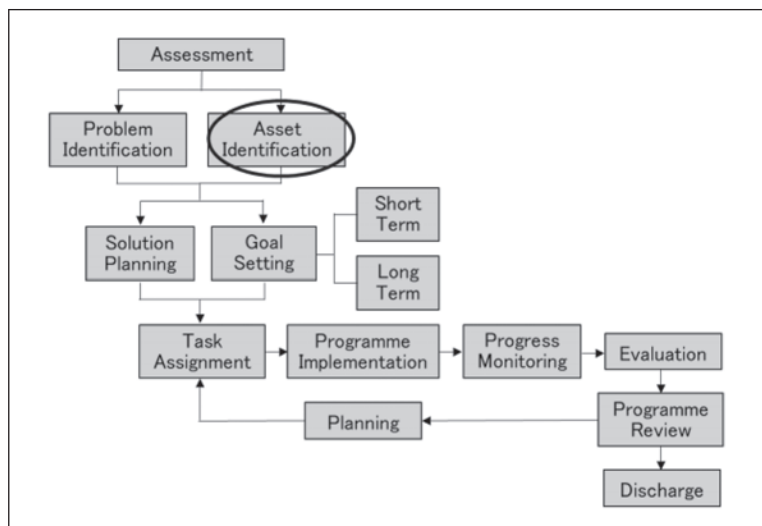 Assessment
Problem
Identification
Asset
Identification
Solution
Planning
Goal
Setting
Short
Term
Long
Term
Task
Assignment
Programme
Implementation
Progress
Monitoring
Evaluation
Programme
Review
Planning
Discharge